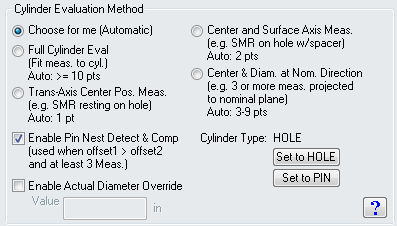 Cylinder Evaluation Method
Choose for me (Automatic)
Full Cylinder Eval
(Fit meas. to cyl.)
Auto: >= 10 pts
Trans-Axis Center Pos. Meas.
(e.g. SMR resting on hole)
Auto: 1 pt
Center and Surface Axis Meas.
(e.g. SMR on hole w/spacer)
Auto: 2 pts
Center & Diam. at Nom. Direction
(e.g. 3 or more meas. projected
to nominal plane)
Auto: 3-9 pts
Enable Pin Nest Detect & Comp
(used when offset1 > offset2
and at least 3 Meas.)
Cylinder Type: HOLE
Set to HOLE
Set to PIN
Enable Actual Diameter Override
Value in
?